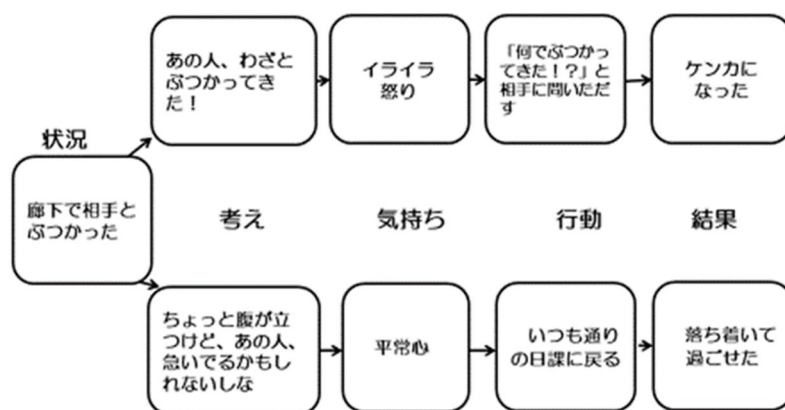 状況
廊下で相手と
ぶつかった
あの人、わざと
ぶつかってき
た！
イライラ
怒り
「何でぶつかっ
てきた！？」と
相手に問いただ
す
ケンカに
なった
考え
気持ち
行動
結果
ちょっと腹が立
つけど、あの人、
急いでるかもし
れないしな
平常心
いつも通り
の日課に戻る
落ち着いて
過ごせた